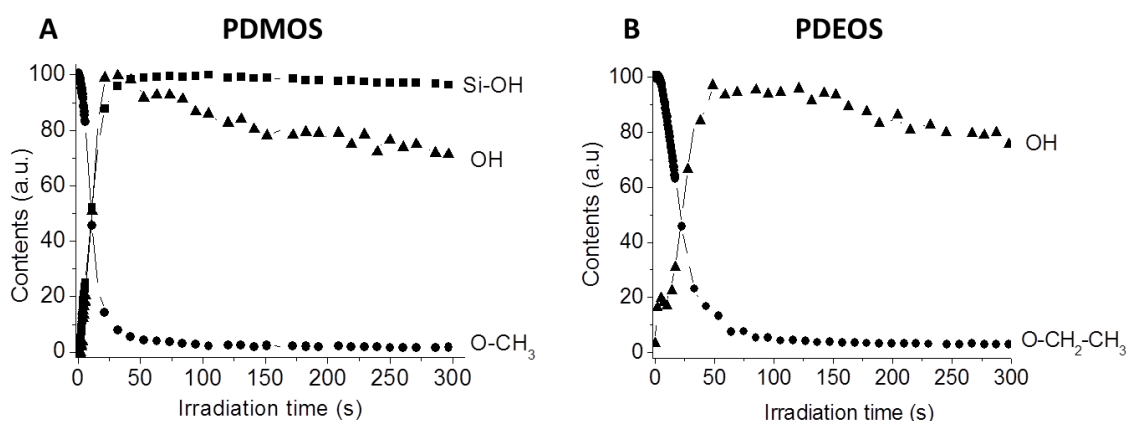 A PDMOS
Contents (a.u.)
100
80
60
40
20
0
Si-OH
OH
O-CH₃
0 50 100 150 200 250 300
Irradiation time (s)
B PDEOS
Contents (a.u)
100
80
60
40
20
0
OH
O-CH₂-CH₃
0 50 100 150 200 250 300
Irradiation time (s)